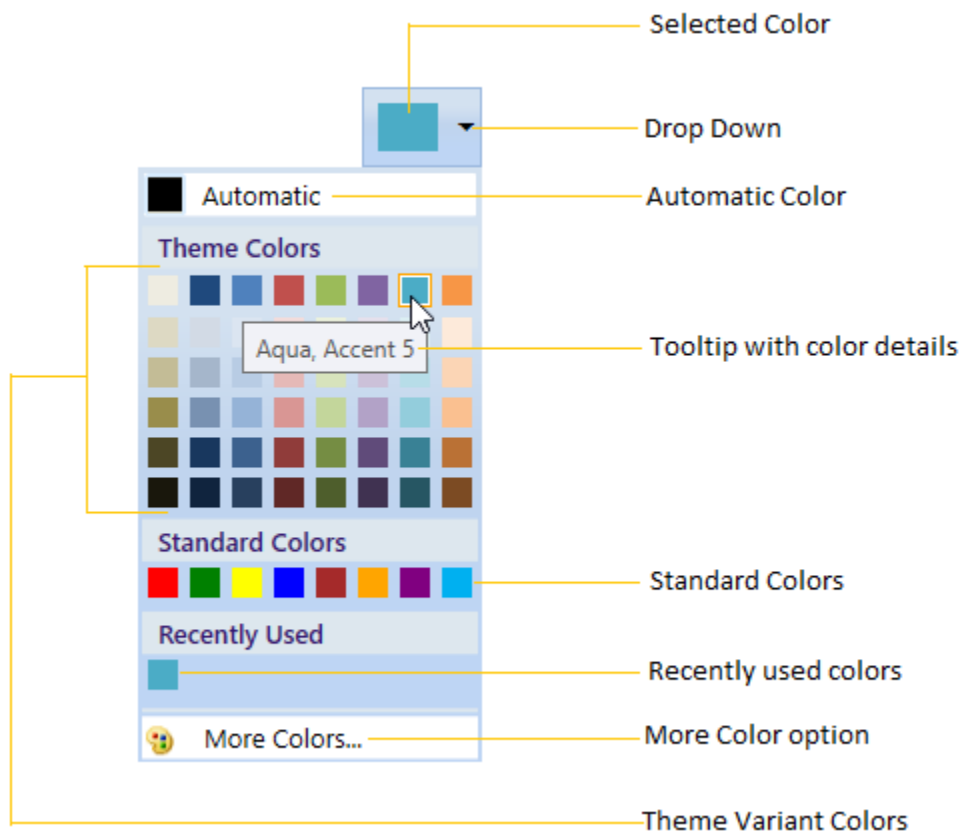 Selected Color
Drop Down
Automatic
Automatic Color
Theme Colors
Aqua, Accent 5
Tooltip with color details
Standard Colors
Standard Colors
Recently Used
Recently used colors
More Colors...
More Color option
Theme Variant Colors